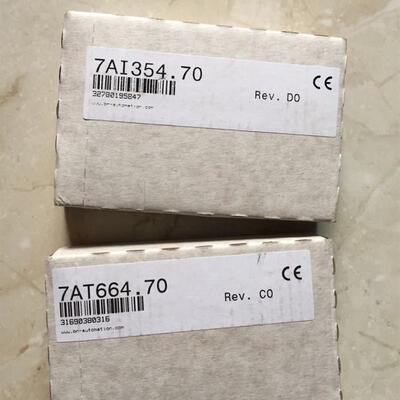 7AI354.70
CE
32780195847
Rev. D0
www.br-automation.com
7AT664.70
CE
31690380316
Rev. C0
www.br-automation.com